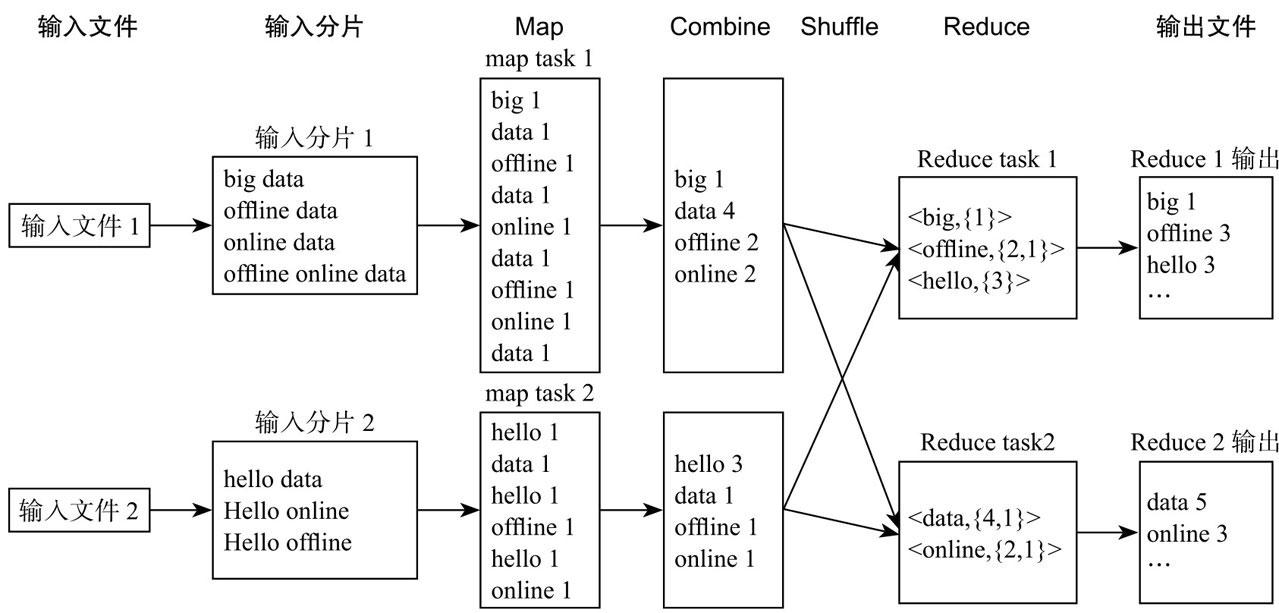 输入文件
输入分片
Map
Combine
Shuffle
Reduce
输出文件
输入文件 1
输入分片 1
big data
offline data
online data
offline online data
map task 1
big 1
data 1
offline 1
data 1
online 1
data 1
offline 1
online 1
data 1
big 1
data 4
offline 2
online 2
Reduce task 1
<big,{1}>
<offline,{2,1}>
<hello,{3}>
Reduce 1 输出
big 1
offline 3
hello 3
…
输入文件 2
输入分片 2
hello data
Hello online
Hello offline
map task 2
hello 1
data 1
hello 1
offline 1
hello 1
online 1
hello 3
data 1
offline 1
online 1
Reduce task2
<data,{4,1}>
<online,{2,1}>
Reduce 2 输出
data 5
online 3
…